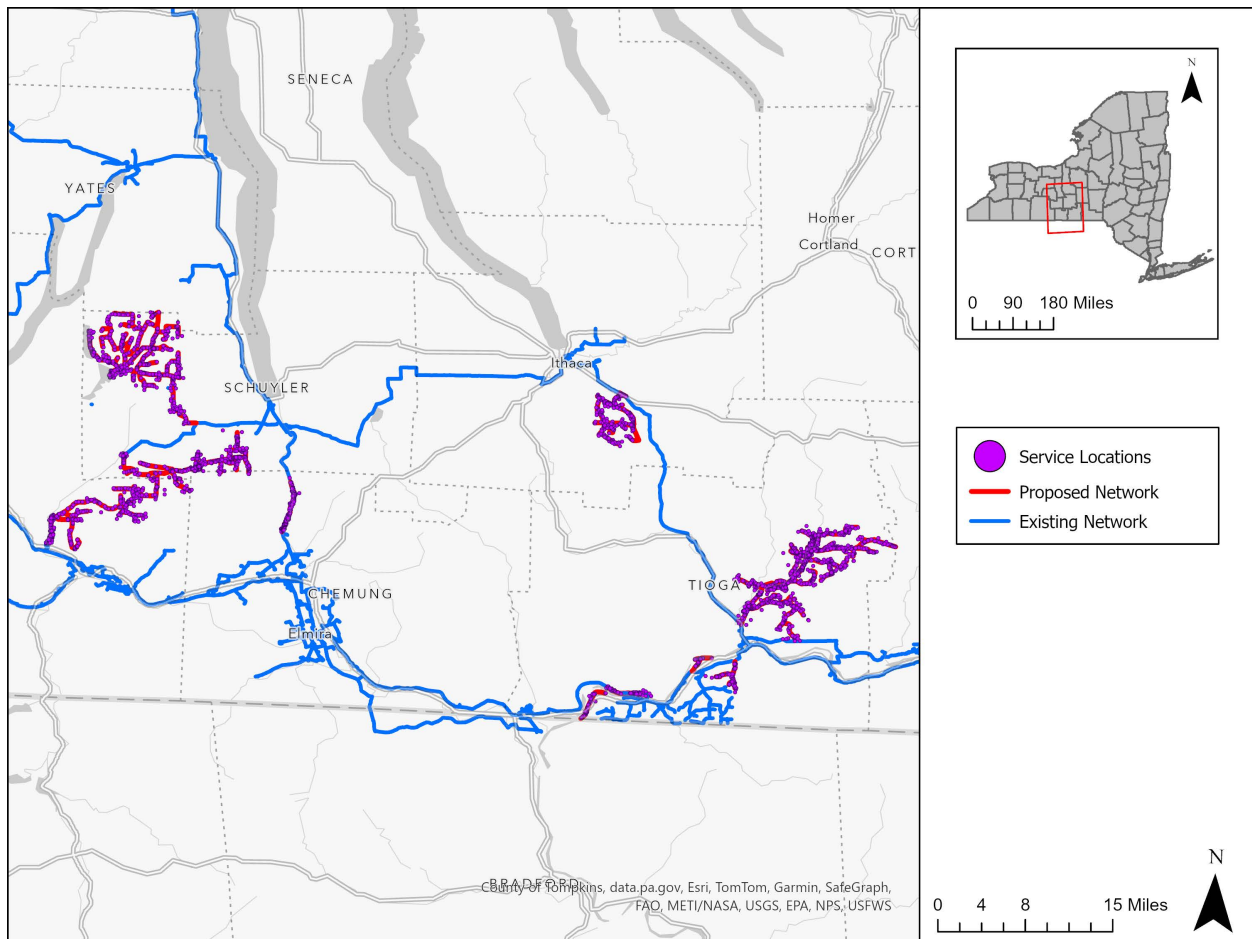 SENECA
YATES
Homer
Cortland
CORT
Ithaca
SCHUYLER
TIOGA
CHEMUNG
Elmira
BRADFORD
County of Tompkins, data.pa.gov, Esri, TomTom, Garmin, SafeGraph,
FAO, METI/NASA, USGS, EPA, NPS, USFWS
N
0 90 180 Miles
Service Locations
Proposed Network
Existing Network
N
0 4 8 15 Miles